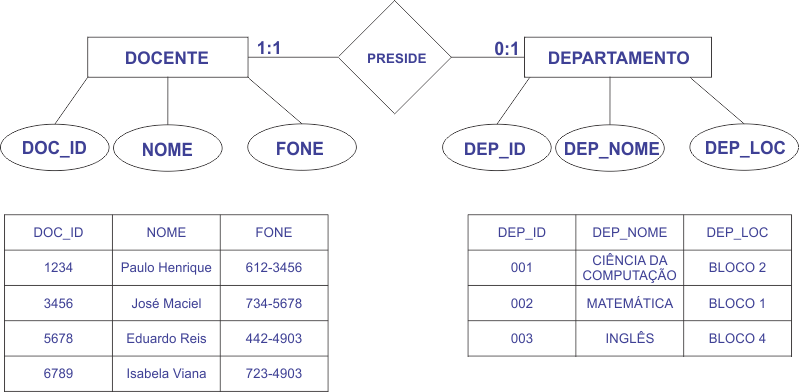 1:1
0:1
DOCENTE
PRESIDE
DEPARTAMENTO
DOC_ID
NOME
FONE
DEP_ID
DEP_NOME
DEP_LOC
DOC_ID NOME FONE
1234 Paulo Henrique 612-3456
3456 José Maciel 734-5678
5678 Eduardo Reis 442-4903
6789 Isabela Viana 723-4903
DEP_ID DEP_NOME DEP_LOC
001 CIÊNCIA DA
COMPUTAÇÃO BLOCO 2
002 MATEMÁTICA BLOCO 1
003 INGLÊS BLOCO 4